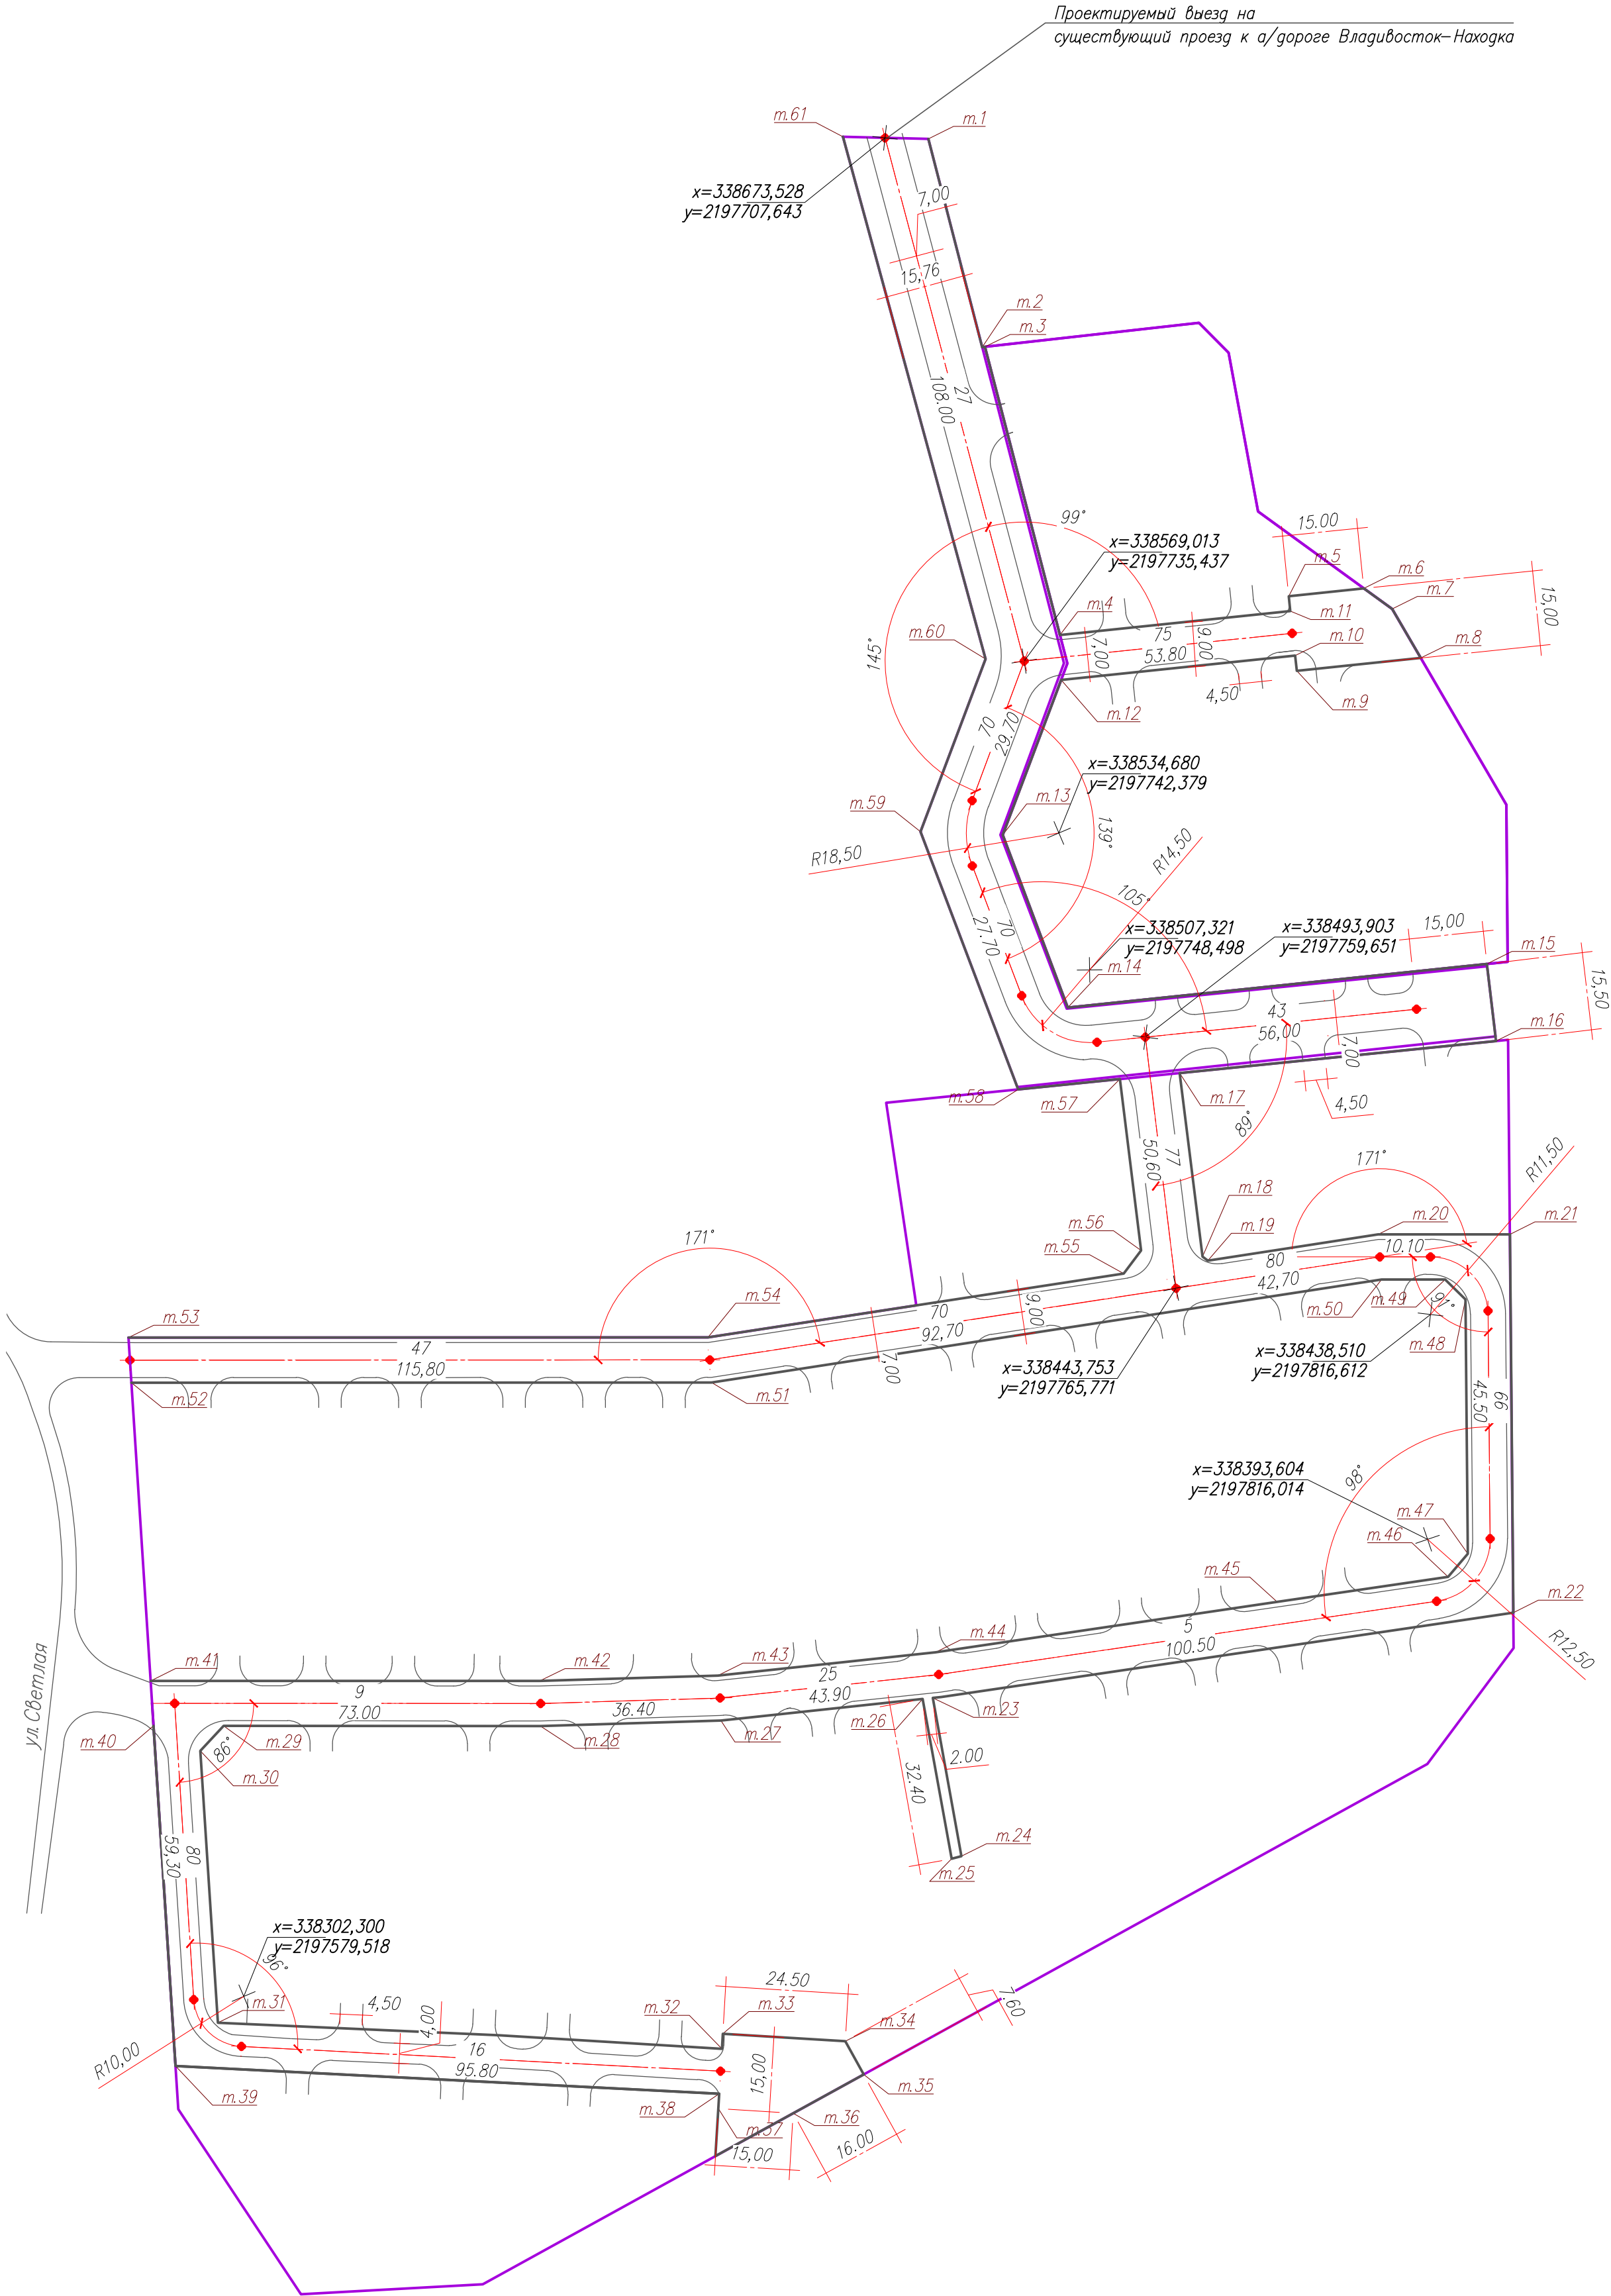 Проектируемый выезд на
существующий проезд к а/дороге Владивосток-Находка
т.61
т.1
x=338673,528
y=2197707,643
7,00
15,76
т.2
т.3
27
108.00
99°
15.00
x=338569,013
y=2197735,437
т.5
т.6
т.7
15,00
т.4
т.11
75
53.80
9.00
7,00
т.10
т.8
т.60
145°
4,50
т.9
т.12
70
29.70
x=338534,680
y=2197742,379
т.13
т.59
139°
R14,50
R18,50
105°
x=338507,321
y=2197748,498
x=338493,903
y=2197759,651
15,00
т.15
70
27.70
т.14
15,50
43
56,00
7,00
т.16
т.58
т.57
т.17
4,50
89°
77
50,60
171°
R11,50
т.18
т.56
т.19
т.20
т.21
171°
т.55
10.10
80
42,70
т.53
т.54
9,00
т.50
т.49
91°
70
92,70
47
115,80
7,00
т.48
x=338438,510
y=2197816,612
x=338443,753
y=2197765,771
т.52
т.51
66
45.50
x=338393,604
y=2197816,014
98°
т.47
т.46
т.45
т.22
5
100.50
R12,50
ул.Светлая
т.41
т.42
т.43
т.44
25
43.90
9
73.00
36.40
т.40
т.29
т.28
т.27
т.26
т.23
86°
т.30
2.00
32.40
80
59,30
т.24
т.25
x=338302,300
y=2197579,518
96°
т.31
4,50
4,00
24.50
т.32
т.33
7.60
т.34
R10,00
16
95.80
15,00
т.35
т.39
т.38
т.36
т.37
16.00
15,00